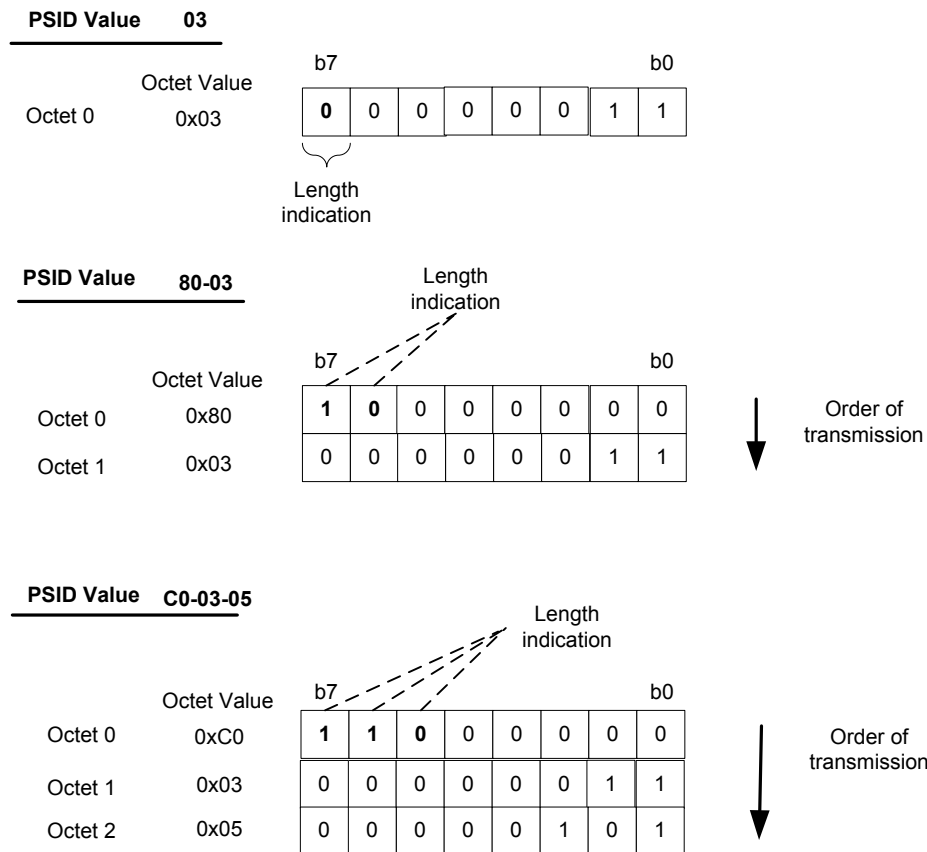 PSID Value 03
b7 b0
Octet Value
Octet 0 0x03 0 0 0 0 0 0 1 1
Length
indication
PSID Value 80-03
Length
indication
b7 b0
Octet Value
Octet 0 0x80 1 0 0 0 0 0 0 0
Octet 1 0x03 0 0 0 0 0 0 1 1
Order of
transmission
PSID Value C0-03-05
Length
indication
b7 b0
Octet Value
Octet 0 0xC0 1 1 0 0 0 0 0 0
Octet 1 0x03 0 0 0 0 0 0 1 1
Octet 2 0x05 0 0 0 0 0 1 0 1
Order of
transmission